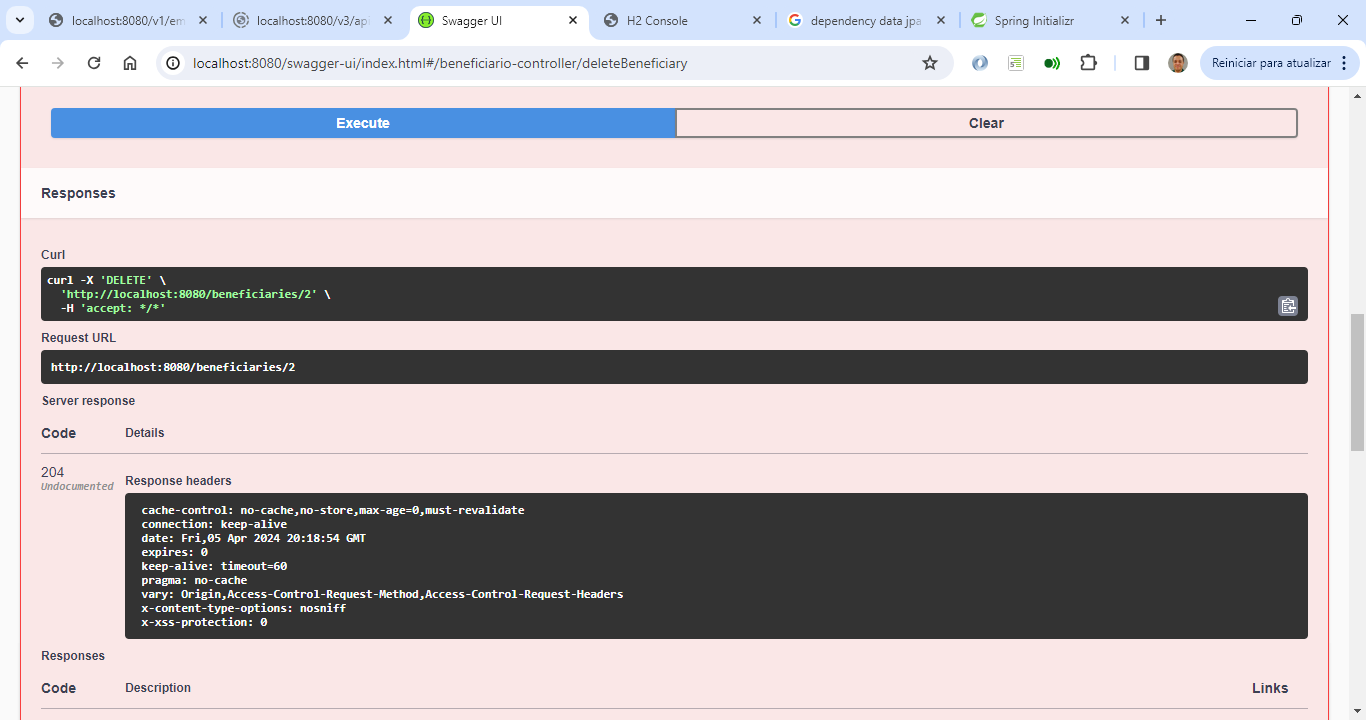 localhost:8080/v1/em
localhost:8080/v3/api
Swagger UI
H2 Console
dependency data jpa
Spring Initializr
localhost:8080/swagger-ui/index.html#/beneficiario-controller/deleteBeneficiary
Reiniciar para atualizar
Execute
Clear
Responses
Curl
curl -X 'DELETE' \
'http://localhost:8080/beneficiaries/2' \
-H 'accept: */*'
Request URL
http://localhost:8080/beneficiaries/2
Server response
Code
Details
204
Undocumented
Response headers
cache-control: no-cache,no-store,max-age=0,must-revalidate
connection: keep-alive
date: Fri,05 Apr 2024 20:18:54 GMT
expires: 0
keep-alive: timeout=60
pragma: no-cache
vary: Origin,Access-Control-Request-Method,Access-Control-Request-Headers
x-content-type-options: nosniff
x-xss-protection: 0
Responses
Code
Description
Links